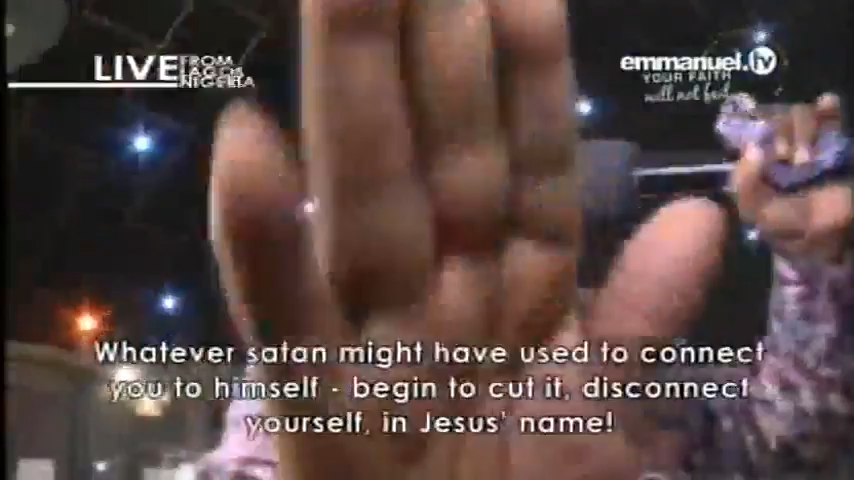 LIVE FROM
LAGOS
NIGERIA
emmanuel.tv
YOUR FAITH
will not fail
Whatever satan might have used to connect
you to himself - begin to cut it, disconnect
yourself, in Jesus' name!